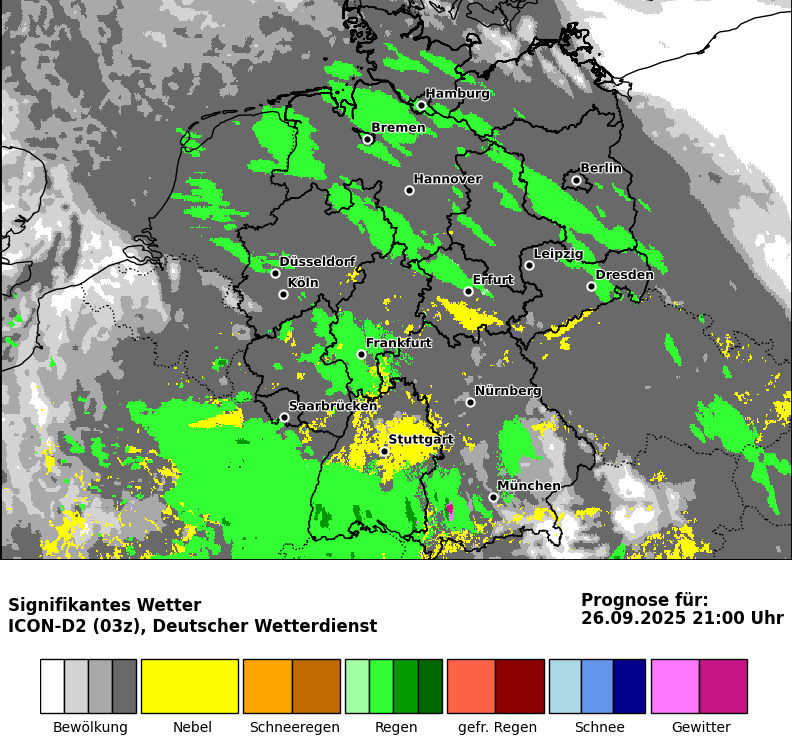 Hamburg
Bremen
Berlin
Hannover
Leipzig
Düsseldorf
Dresden
Köln
Erfurt
Frankfurt
Nürnberg
Saarbrücken
Stuttgart
München
Signifikantes Wetter
ICON-D2 (03z), Deutscher Wetterdienst
Prognose für:
26.09.2025 21:00 Uhr
Bewölkung Nebel Schneeregen Regen gefr. Regen Schnee Gewitter